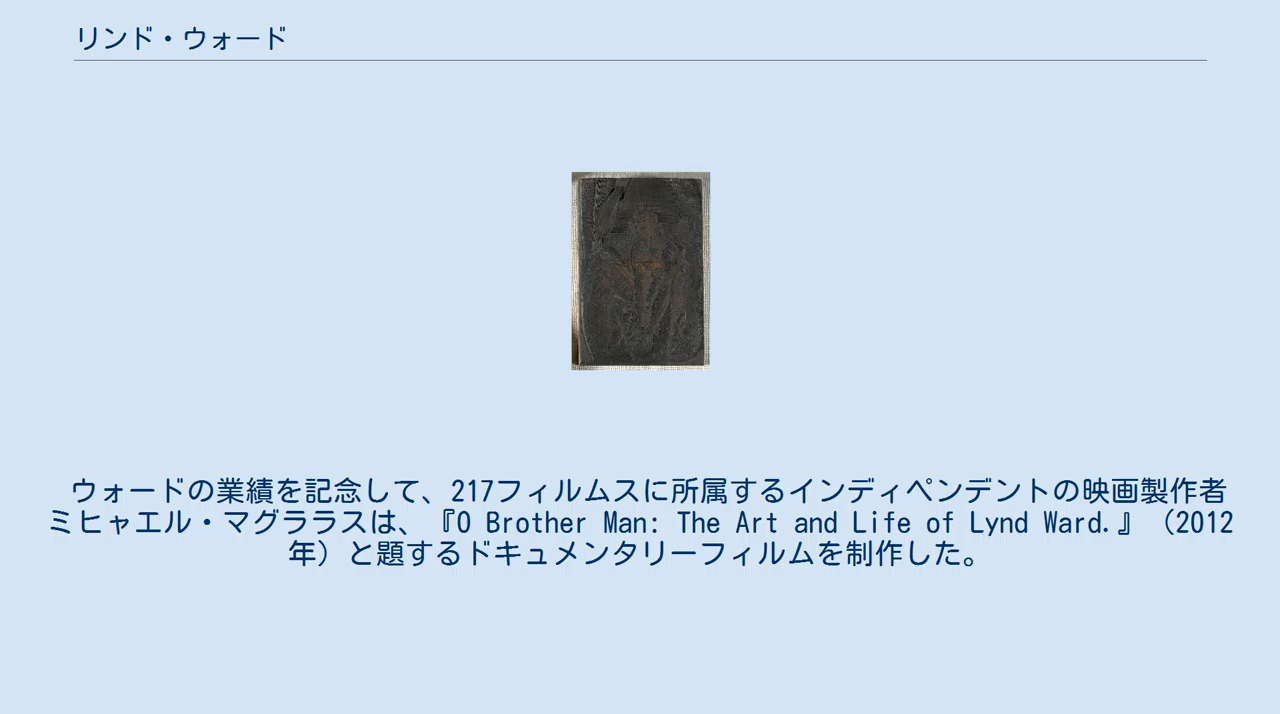 リンド・ウォード
ウォードの業績を記念して、217フィルムスに所属するインディペンデントの映画製作者
ミヒャエル・マグララスは、『O Brother Man: The Art and Life of Lynd Ward.』（2012
年）と題するドキュメンタリーフィルムを制作した。